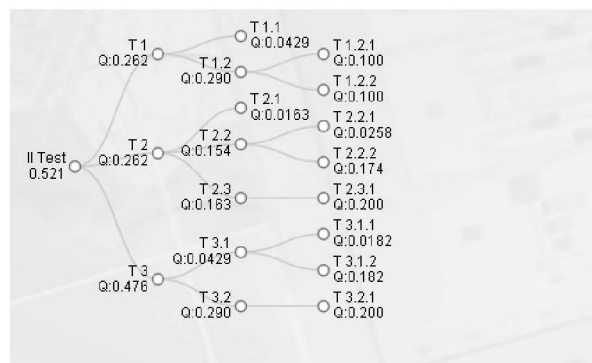 T 1.1
Q:0.0429
T 1
Q:0.262
T 1.2
Q:0.290
T 1.2.1
Q:0.100
T 1.2.2
Q:0.100
T 2.1
Q:0.0163
T 2
Q:0.262
T 2.2
Q:0.154
T 2.2.1
Q:0.0258
T 2.2.2
Q:0.174
Il Test
0.521
T 2.3
Q:0.163
T 2.3.1
Q:0.200
T 3.1
Q:0.0429
T 3.1.1
Q:0.0182
T 3.1.2
Q:0.182
T 3
Q:0.476
T 3.2
Q:0.290
T 3.2.1
Q:0.200